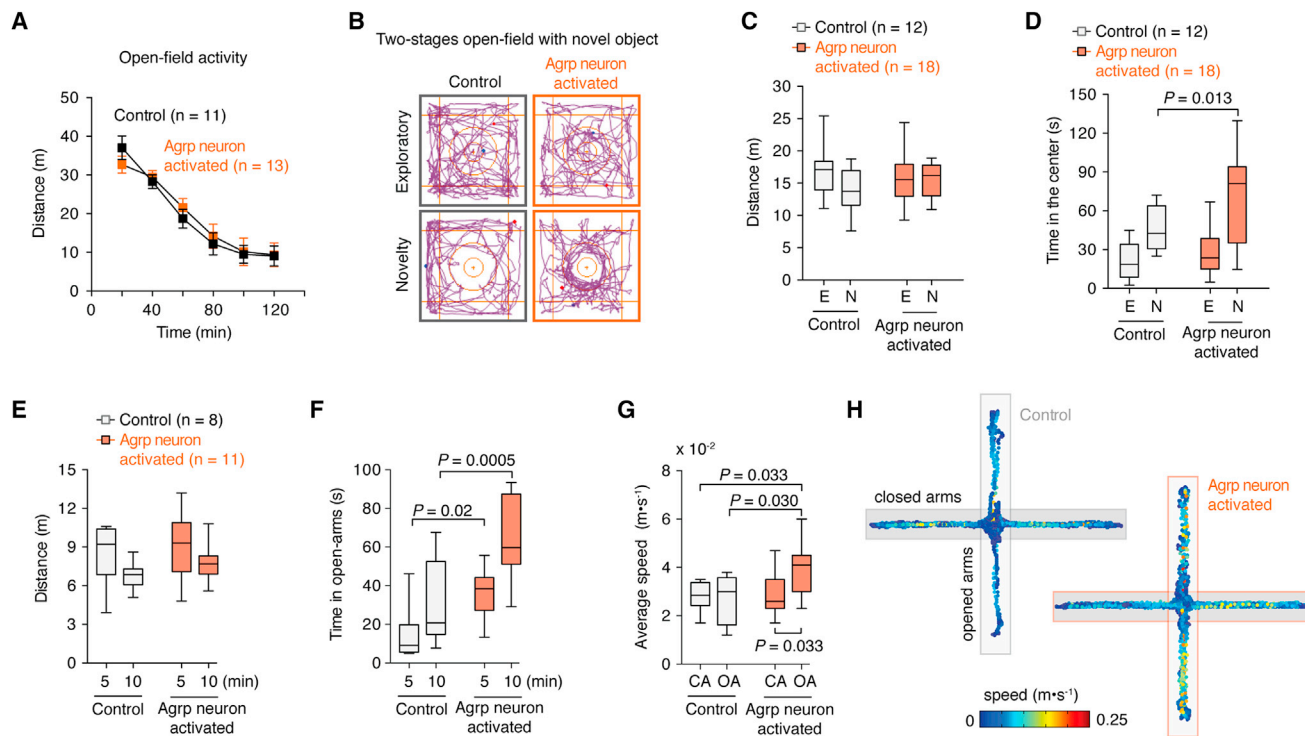 A
Open-field activity
Control (n = 11)
Agrp neuron
activated (n = 13)
Distance (m)
50
40
30
20
10
0
0
40
80
120
Time (min)
B
Two-stages open-field with novel object
Control
Agrp neuron
activated
Exploratory
Novelty
C
Control (n = 12)
Agrp neuron
activated (n = 18)
Distance (m)
30
25
20
15
10
5
0
E N E N
Control
Agrp neuron
activated
D
Control (n = 12)
Agrp neuron
activated (n = 18)
P = 0.013
Time in the center (s)
150
120
90
60
30
0
E N E N
Control
Agrp neuron
activated
E
Control (n = 8)
Agrp neuron
activated (n = 11)
Distance (m)
15
12
9
6
3
0
5 10 5 10 (min)
Control
Agrp neuron
activated
F
P = 0.0005
P = 0.02
Time in open-arms (s)
100
80
60
40
20
0
5 10 5 10 (min)
Control
Agrp neuron
activated
G
x 10-2
P = 0.033
P = 0.030
P = 0.033
Average speed (m•s-1)
8
6
4
2
0
CA OA CA OA
Control
Agrp neuron
activated
H
Control
closed arms
opened arms
Agrp neuron
activated
speed (m•s-1)
0
0.25